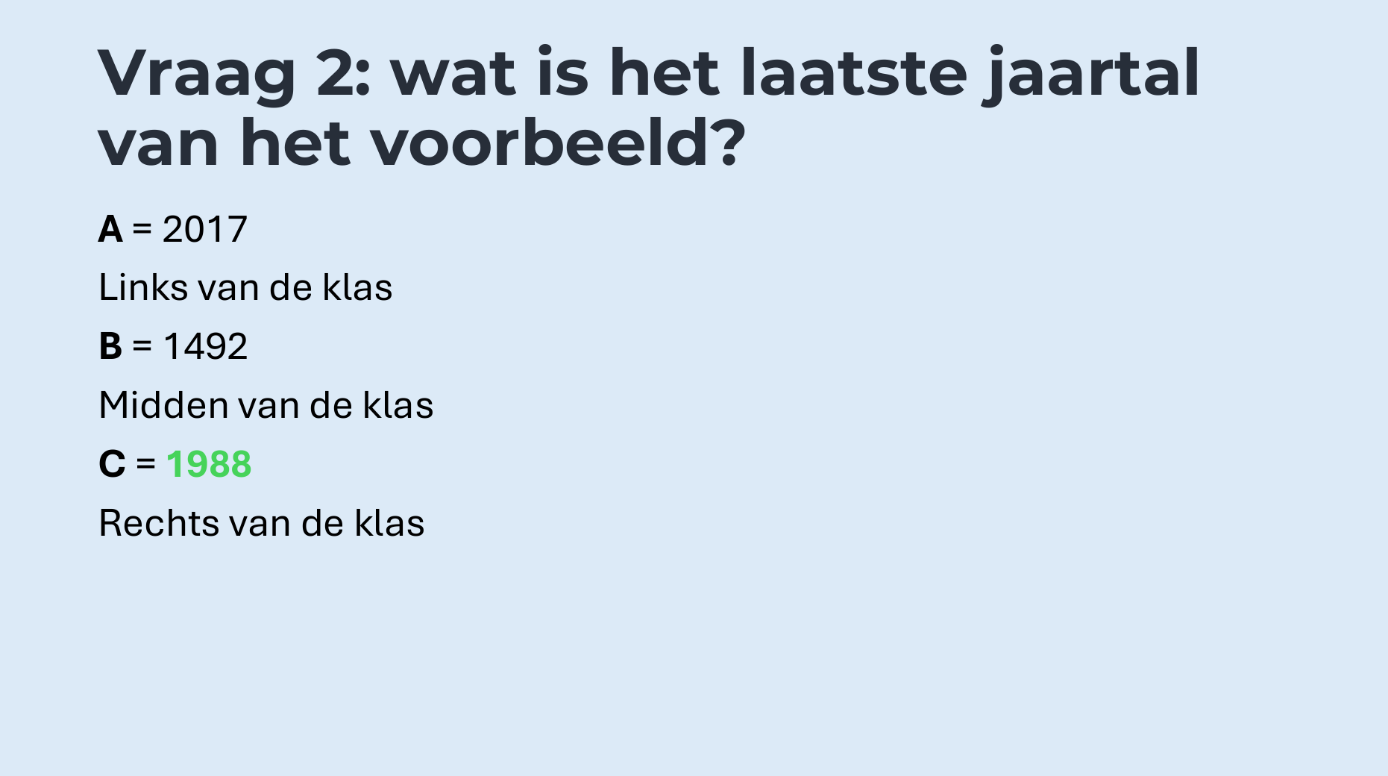 Vraag 2: wat is het laatste jaartal
van het voorbeeld?
A = 2017
Links van de klas
B = 1492
Midden van de klas
C = 1988
Rechts van de klas